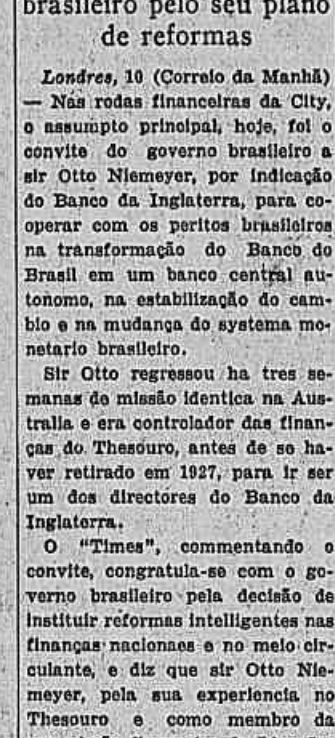 brasileiro pelo seu plano
de reformas
Londres, 10 (Correio da Manhã)
— Nas rodas financeiras da City,
o assumpto principal, hoje, foi o
convite do governo brasileiro a
sir Otto Niemeyer, por indicação
do Banco da Inglaterra, para co-
operar com os peritos brasileiros
na transformação do Banco do
Brasil em um banco central au-
tonomo, na estabilização do cam-
bio e na mudança do systema mo-
netario brasileiro.
Sir Otto regressou ha tres se-
manas de missão identica na Aus-
tralia e era controlador das finan-
ças do Thesouro, antes de se ha-
ver retirado em 1927, para ir ser
um dos directores do Banco da
Inglaterra.
O "Times", commentando o
convite, congratula-se com o go-
verno brasileiro pela decisão de
instituir reformas intelligentes nas
finanças nacionaes e no meio cir-
culante, e diz que sir Otto Nie-
meyer, pela sua experiencia no
Thesouro e como membro da